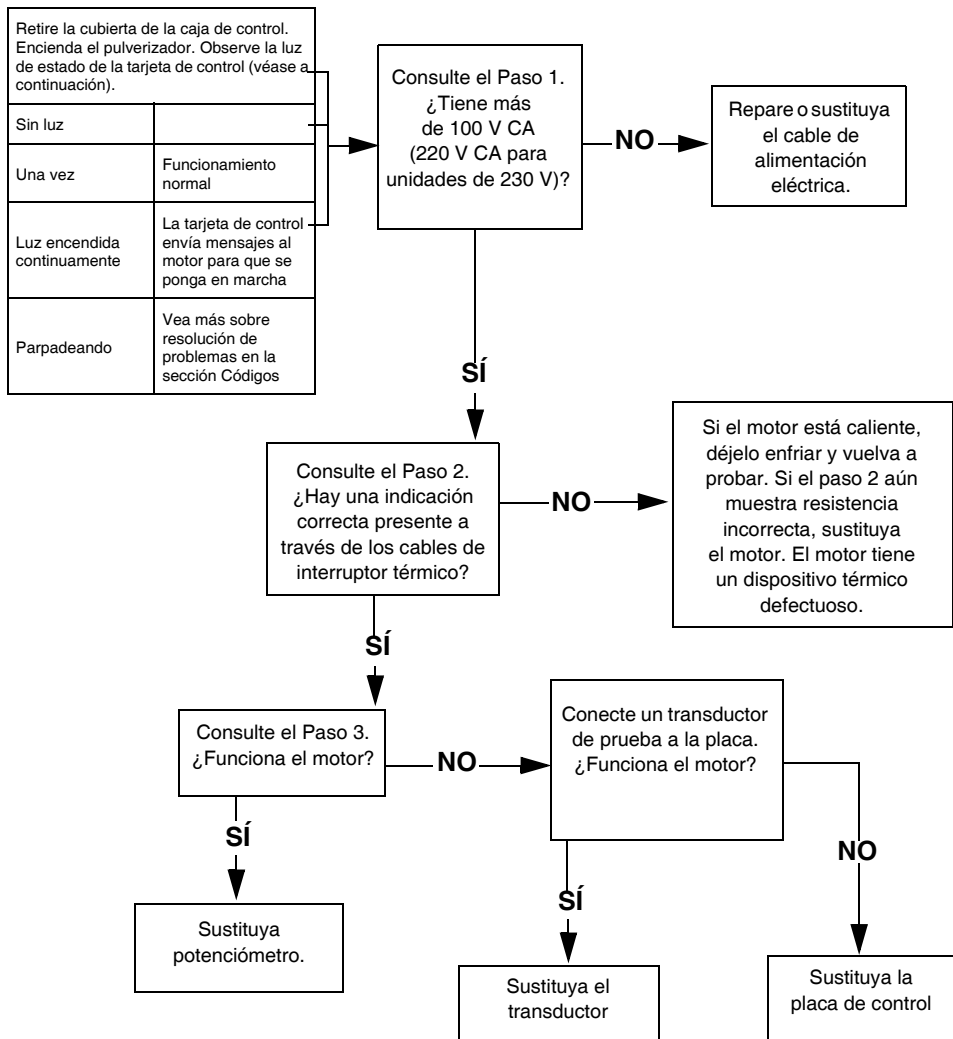 Retire la cubierta de la caja de control.
Encienda el pulverizador. Observe la luz
de estado de la tarjeta de control (véase a
continuación).
Sin luz
Una vez
Funcionamiento
normal
Luz encendida
continuamente
La tarjeta de control
envía mensajes al
motor para que se
ponga en marcha
Parpadeando
Vea más sobre
resolución de
problemas en la
sección Códigos
Consulte el Paso 1.
¿Tiene más
de 100 V CA
(220 V CA para
unidades de 230 V)?
NO
Repare o sustituya
el cable de
alimentación
eléctrica.
SÍ
Consulte el Paso 2.
¿Hay una indicación
correcta presente a
través de los cables de
interruptor térmico?
NO
Si el motor está caliente,
déjelo enfriar y vuelva a
probar. Si el paso 2 aún
muestra resistencia
incorrecta, sustituya
el motor. El motor tiene
un dispositivo térmico
defectuoso.
SÍ
Consulte el Paso 3.
¿Funciona el motor?
NO
Conecte un transductor
de prueba a la placa.
¿Funciona el motor?
SÍ
Sustituya
potenciómetro.
SÍ
Sustituya el
transductor
NO
Sustituya la
placa de control